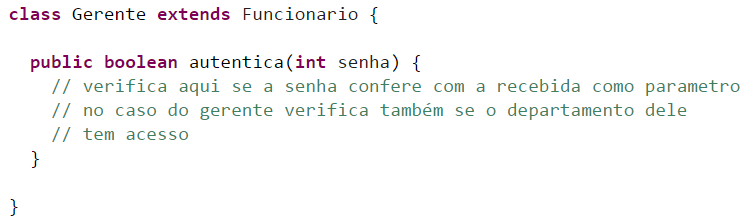 class Gerente extends Funcionario {
public boolean autentica(int senha) {
// verifica aqui se a senha confere com a recebida como parametro
// no caso do gerente verifica também se o departamento dele
// tem acesso
}
}